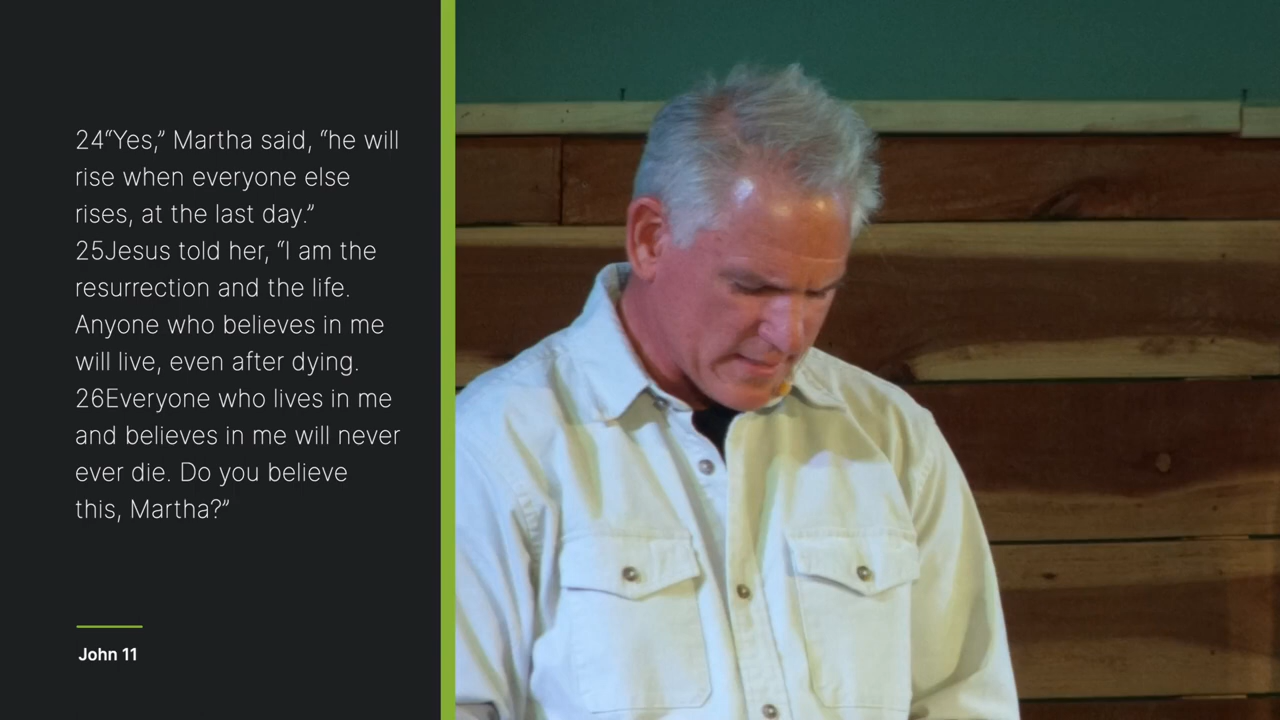 24“Yes,” Martha said, “he will
rise when everyone else
rises, at the last day.”
25Jesus told her, “I am the
resurrection and the life.
Anyone who believes in me
will live, even after dying.
26Everyone who lives in me
and believes in me will never
ever die. Do you believe
this, Martha?”
John 11